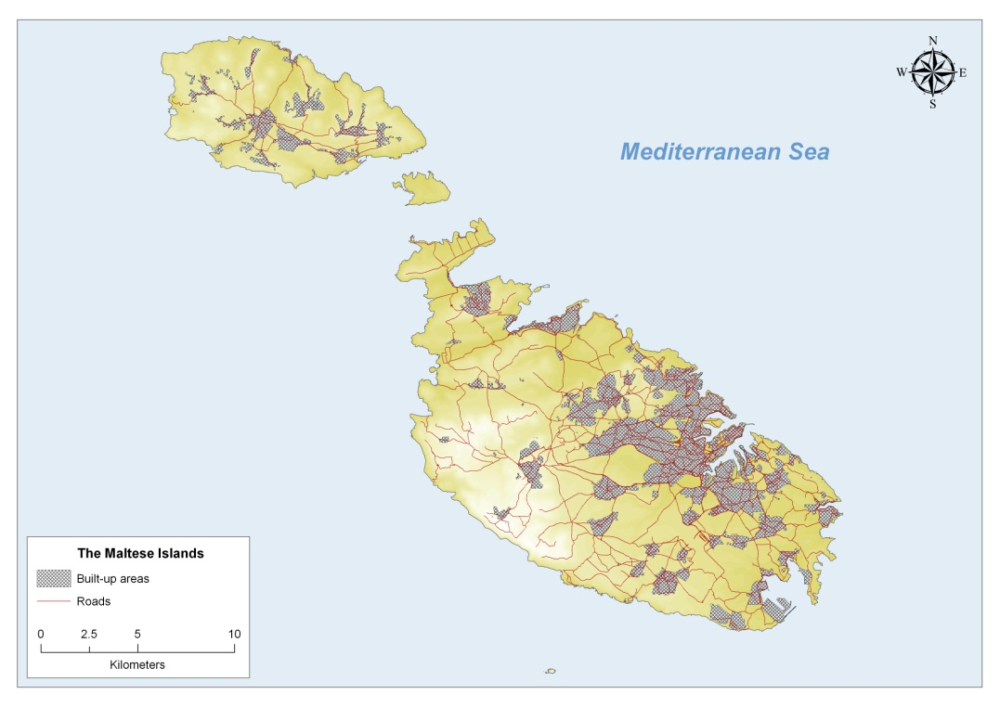 N
W E
S
Mediterranean Sea
The Maltese Islands
Built-up areas
Roads
0 2.5 5 10
Kilometers